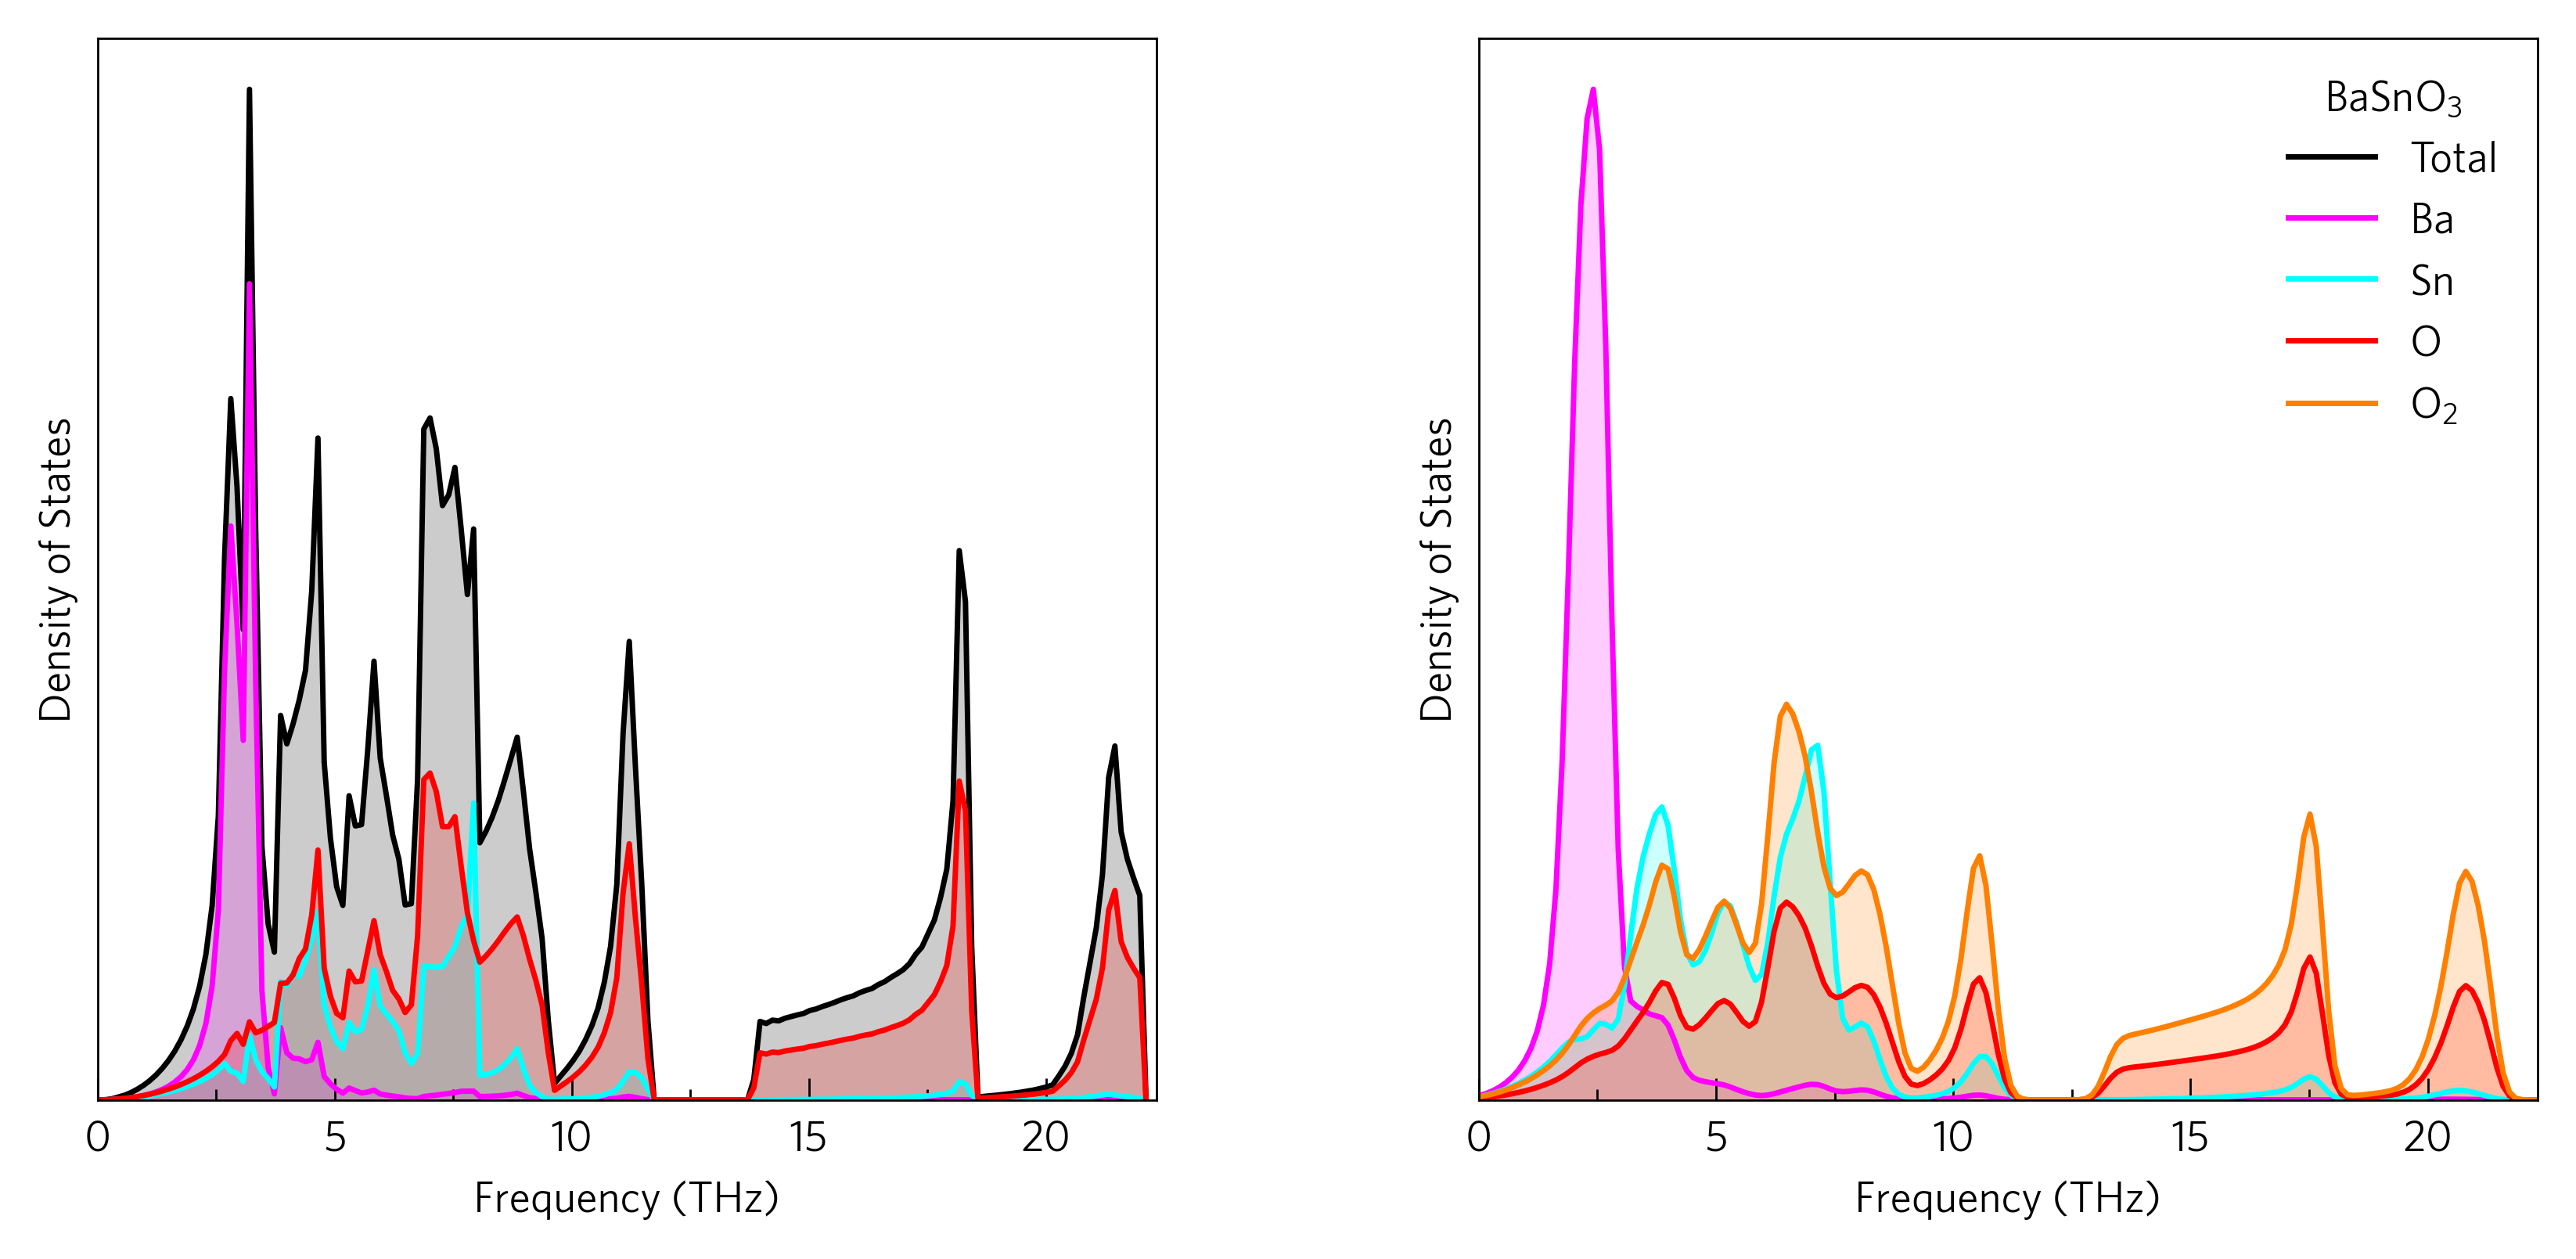 Density of States
0 5 10 15 20
Frequency (THz)
Density of States
BaSnO₃
Total
Ba
Sn
O
O₂
0 5 10 15 20
Frequency (THz)